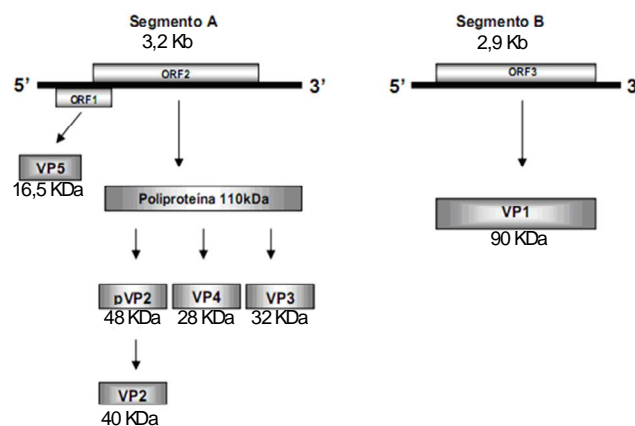 Segmento A
3,2 Kb
Segmento B
2,9 Kb
5’ ORF2 3’
ORF1
5’ ORF3 3’
VP5
16,5 KDa
Poliproteína 110kDa
VP1
90 KDa
pVP2 VP4 VP3
48 KDa 28 KDa 32 KDa
VP2
40 KDa